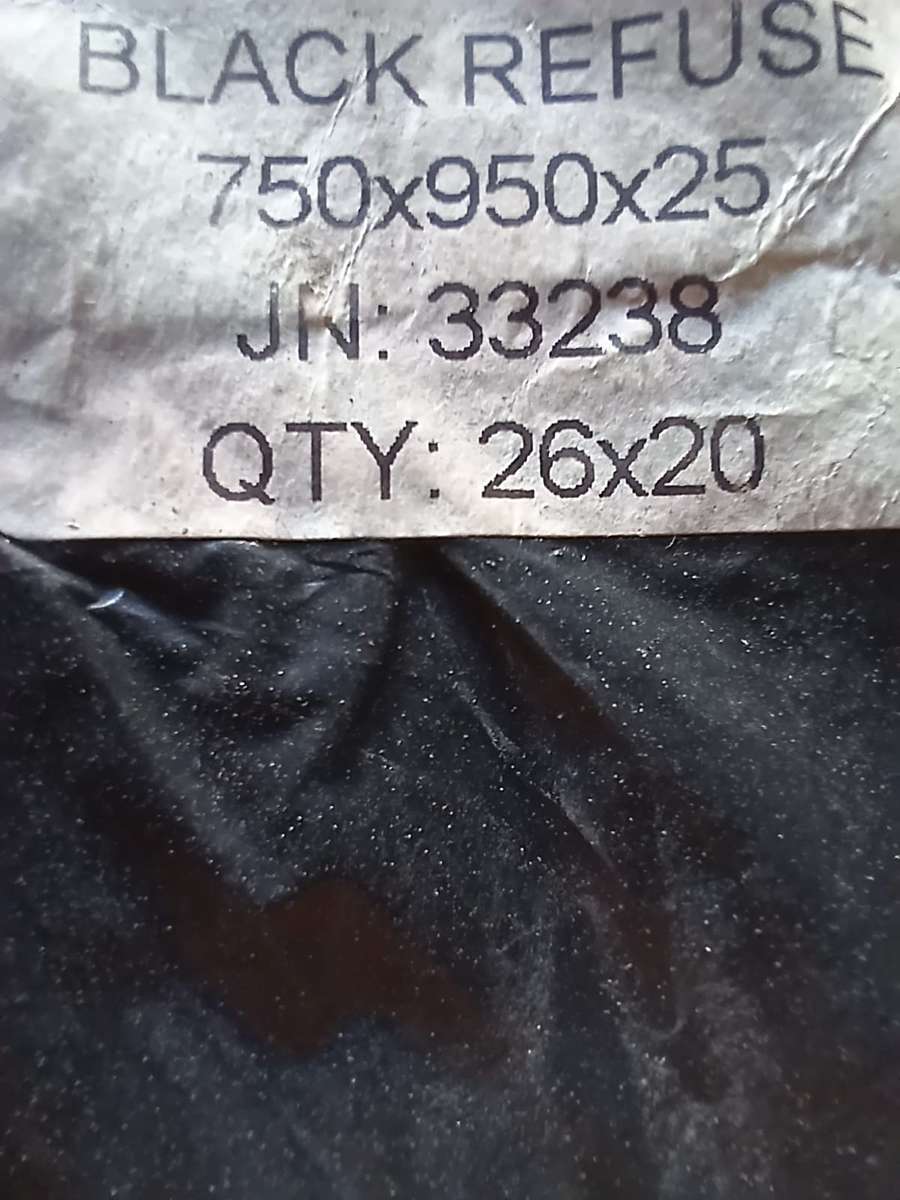 BLACK REFUSE
750x950x25
JN: 33238
QTY: 26x20